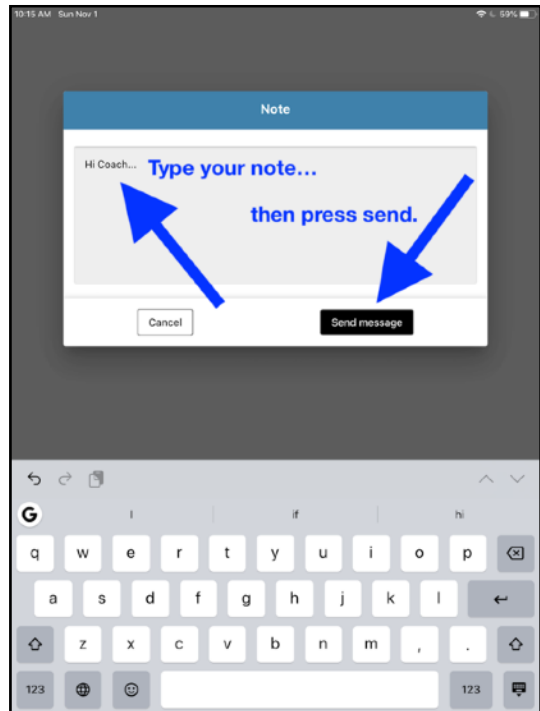 10:15 AM Sun Nov 1
59%
Note
Hi Coach... Type your note...
then press send.
Cancel
Send message
G
I if hi
q w e r t y u i o p
a s d f g h j k l
z x c v b n m , .
123 123